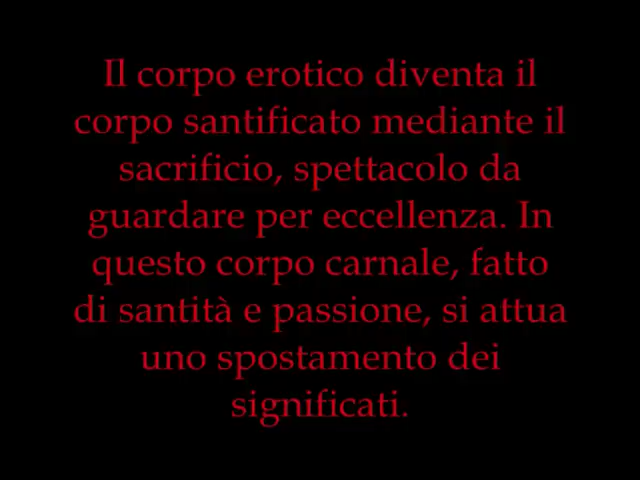 Il corpo erotico diventa il
corpo santificato mediante il
sacrificio, spettacolo da
guardare per eccellenza. In
questo corpo carnale, fatto
di santità e passione, si attua
uno spostamento dei
significati.